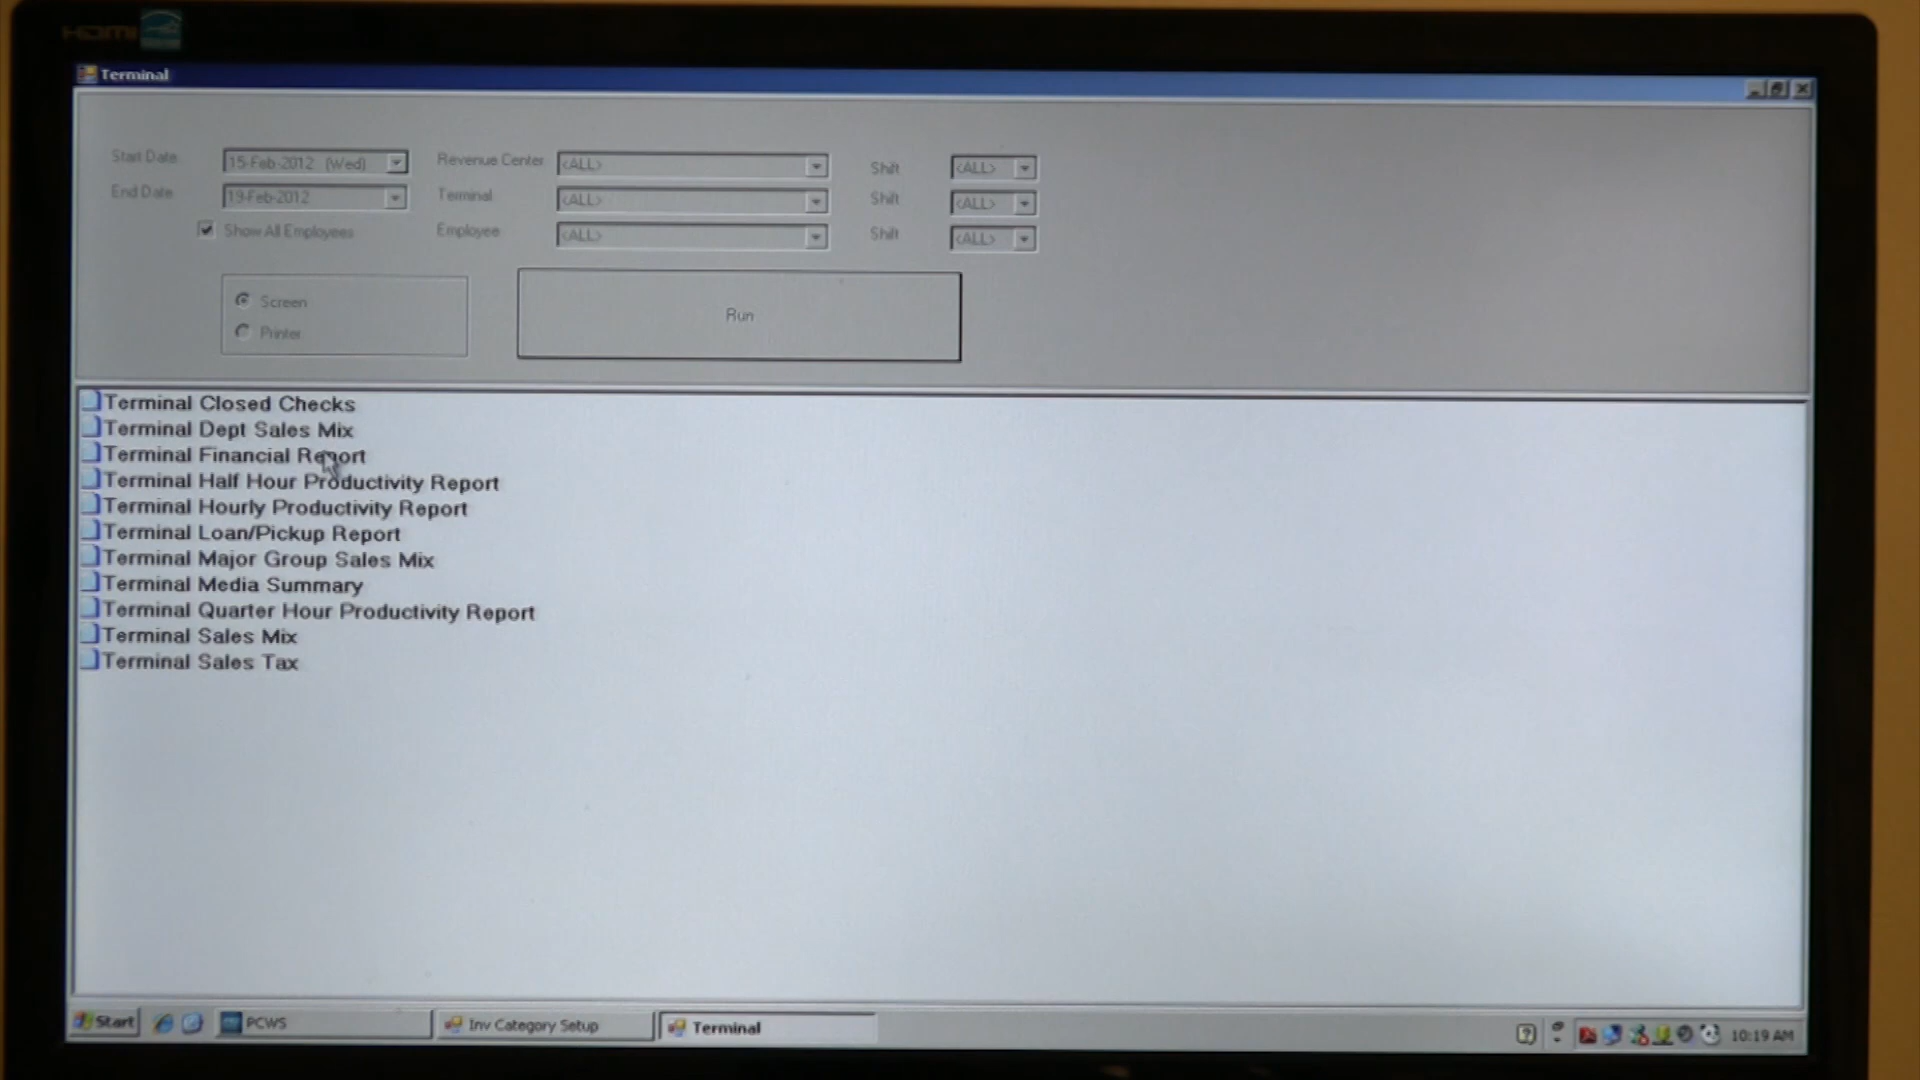 HDMI
Terminal
Start Date 15-Feb-2012 (Wed) Revenue Center <ALL> Shift <ALL>
End Date 19-Feb-2012 Terminal <ALL> Shift <ALL>
Show All Employees Employee <ALL> Shift <ALL>
Screen
Printer
Run
Terminal Closed Checks
Terminal Dept Sales Mix
Terminal Financial Report
Terminal Half Hour Productivity Report
Terminal Hourly Productivity Report
Terminal Loan/Pickup Report
Terminal Major Group Sales Mix
Terminal Media Summary
Terminal Quarter Hour Productivity Report
Terminal Sales Mix
Terminal Sales Tax
Start PCWS Inv Category Setup Terminal 10:19 AM